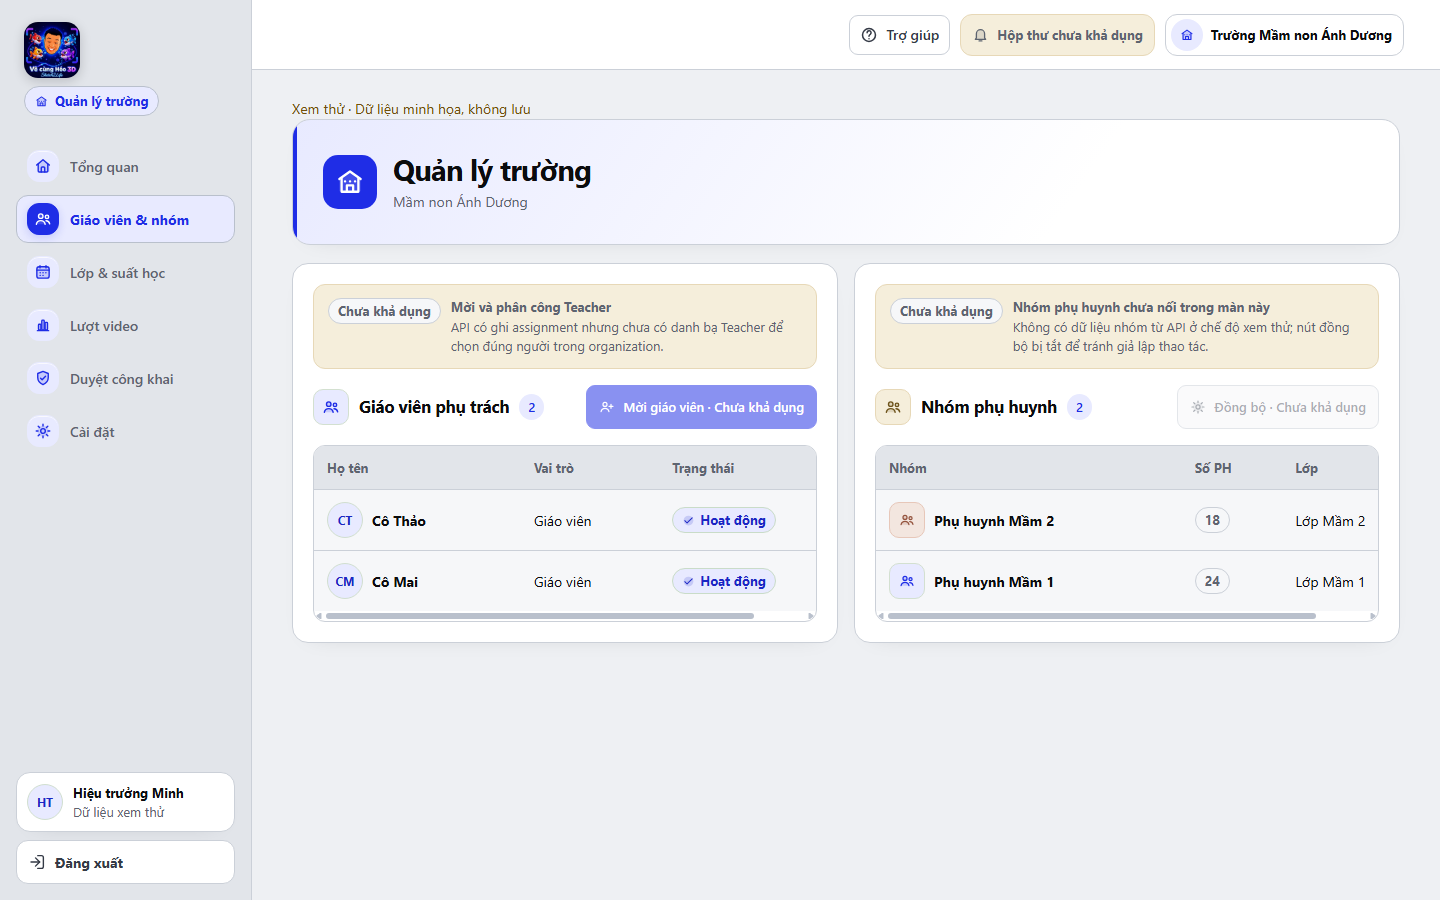 Vẽ cùng Hảo 3D
Quản lý trường
Tổng quan
Giáo viên & nhóm
Lớp & suất học
Lượt video
Duyệt công khai
Cài đặt
HT
Hiệu trưởng Minh
Dữ liệu xem thử
Đăng xuất
Trợ giúp
Hộp thư chưa khả dụng
Trường Mầm non Ánh Dương
Xem thử · Dữ liệu minh họa, không lưu
Quản lý trường
Mầm non Ánh Dương
Chưa khả dụng
Mời và phân công Teacher
API có ghi assignment nhưng chưa có danh bạ Teacher để
chọn đúng người trong organization.
Giáo viên phụ trách 2
Mời giáo viên · Chưa khả dụng
Họ tên Vai trò Trạng thái
CT Cô Thảo Giáo viên Hoạt động
CM Cô Mai Giáo viên Hoạt động
Chưa khả dụng
Nhóm phụ huynh chưa nối trong màn này
Không có dữ liệu nhóm từ API ở chế độ xem thử; nút đồng
bộ bị tắt để tránh giả lập thao tác.
Nhóm phụ huynh 2
Đồng bộ · Chưa khả dụng
Nhóm Số PH Lớp
Phụ huynh Mầm 2 18 Lớp Mầm 2
Phụ huynh Mầm 1 24 Lớp Mầm 1